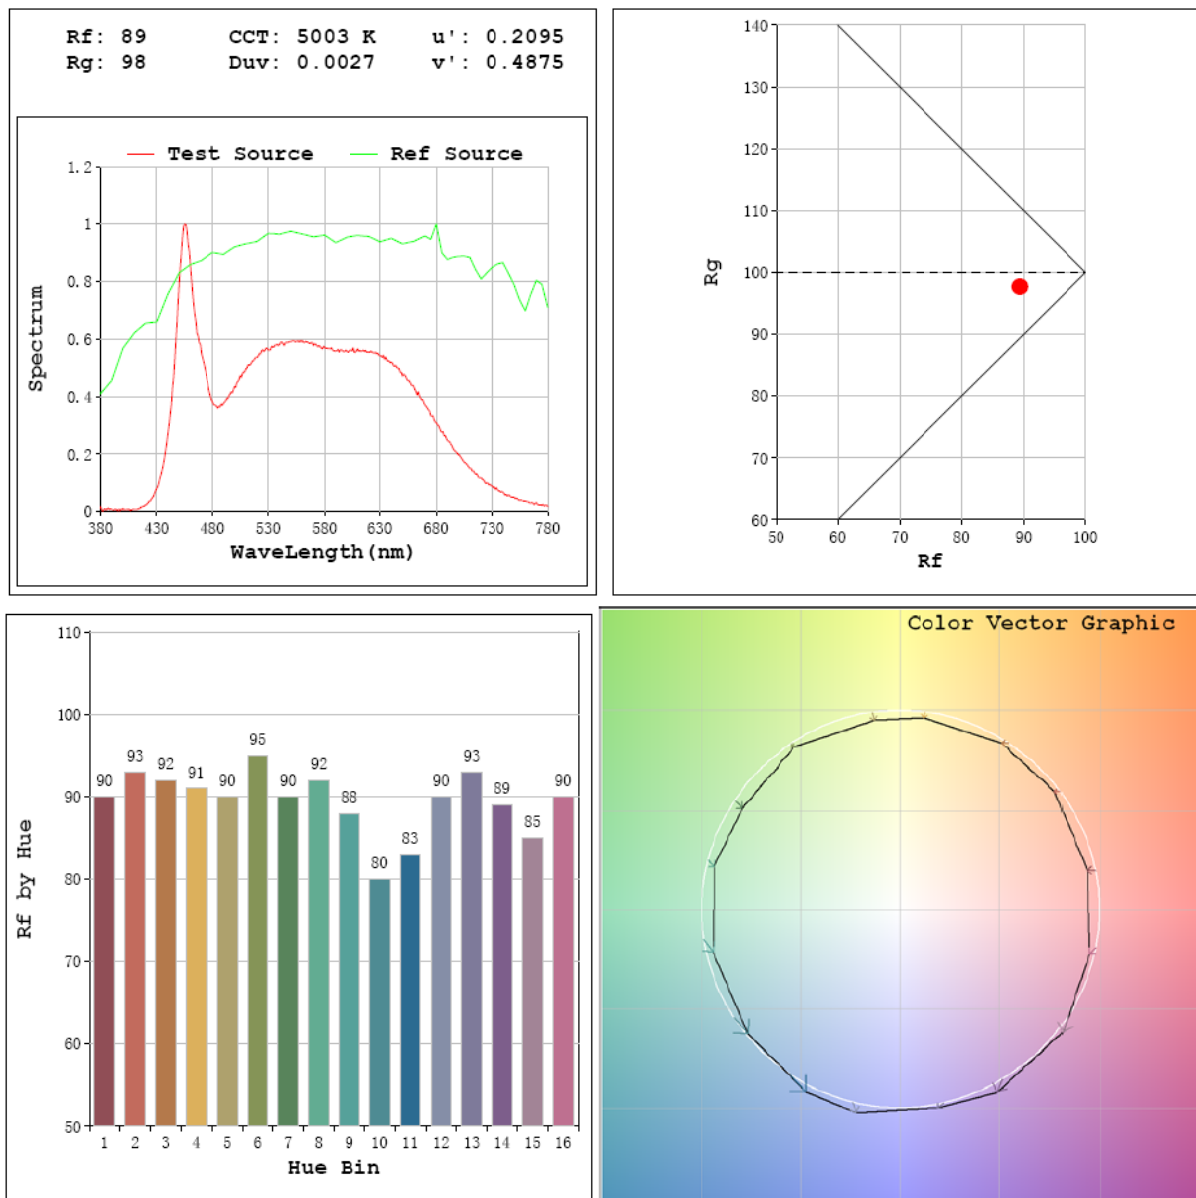 Rf: 89 CCT: 5003 K u': 0.2095
Rg: 98 Duv: 0.0027 v': 0.4875
Test Source Ref Source
1.2
1
0.8
0.6
0.4
0.2
0
Spectrum
380 430 480 530 580 630 680 730 780
WaveLength(nm)
140
130
120
110
100
90
80
70
60
Rg
50 60 70 80 90 100
Rf
110
100
90
80
70
60
50
Rf by Hue
90 93 92 91 90 95 90 92 88 80 83 90 93 89 85 90
1 2 3 4 5 6 7 8 9 10 11 12 13 14 15 16
Hue Bin
Color Vector Graphic